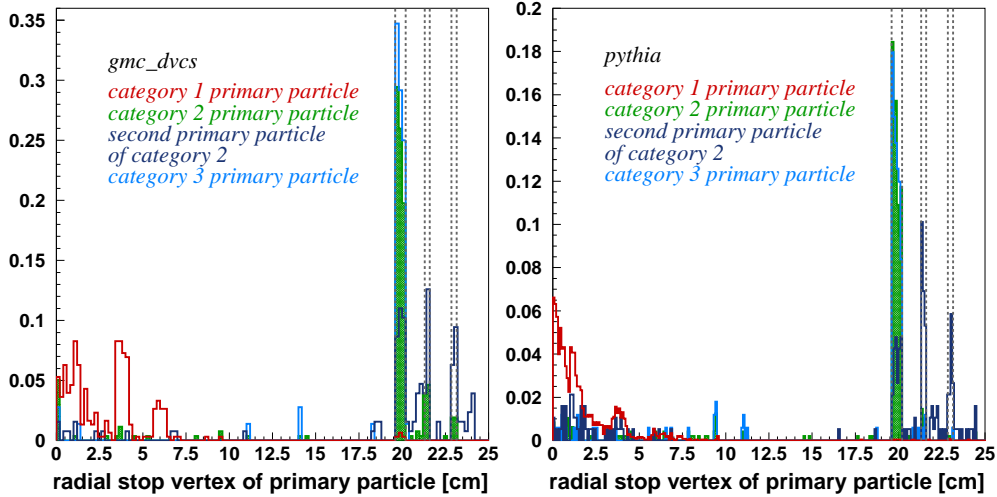 0.35
0.3
0.25
0.2
0.15
0.1
0.05
0
gmc_dvcs
category 1 primary particle
category 2 primary particle
second primary particle
of category 2
category 3 primary particle
0 2.5 5 7.5 10 12.5 15 17.5 20 22.5 25
radial stop vertex of primary particle [cm]
0.2
0.18
0.16
0.14
0.12
0.1
0.08
0.06
0.04
0.02
0
pythia
category 1 primary particle
category 2 primary particle
second primary particle
of category 2
category 3 primary particle
0 2.5 5 7.5 10 12.5 15 17.5 20 22.5 25
radial stop vertex of primary particle [cm]